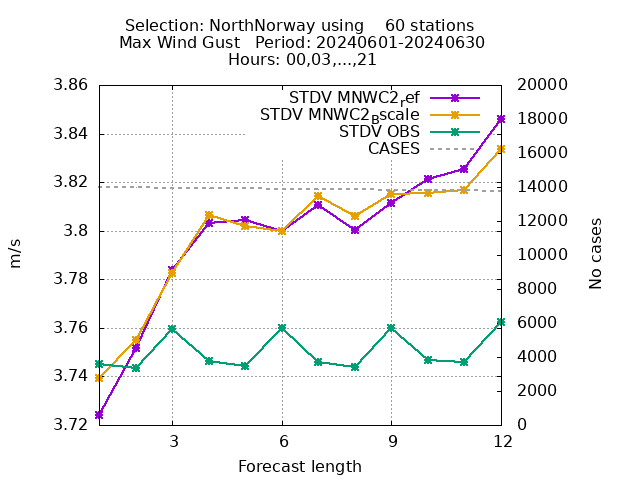 Selection: NorthNorway using    60 stations
Max Wind Gust   Period: 20240601-20240630
Hours: 00,03,...,21
3.86
3.84
3.82
3.8
3.78
3.76
3.74
3.72
m/s
STDV MNWC2_ref
STDV MNWC2_Bscale
STDV OBS
CASES
20000
18000
16000
14000
12000
10000
8000
6000
4000
2000
0
No cases
3 6 9 12
Forecast length